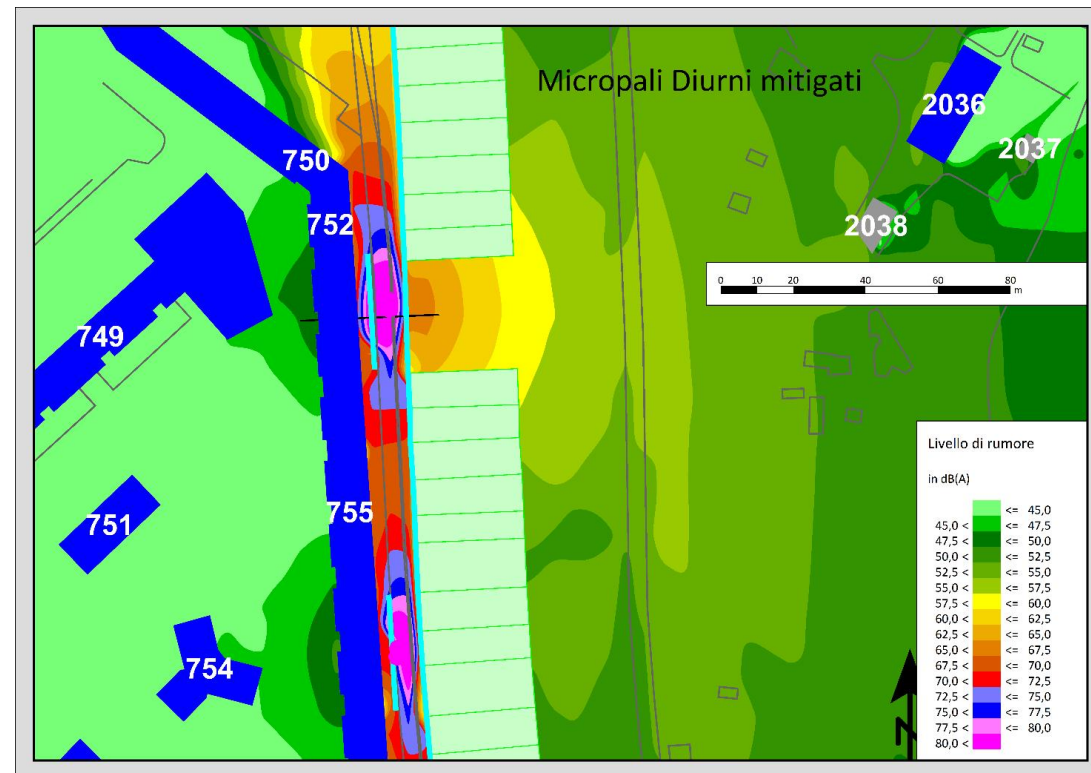 Micropali Diurni mitigati
2036
2037
750
752
2038
0 10 20 40 60 80
m
749
755
751
754
Livello di rumore
in dB(A)
<= 45,0
45,0 < <= 47,5
47,5 < <= 50,0
50,0 < <= 52,5
52,5 < <= 55,0
55,0 < <= 57,5
57,5 < <= 60,0
60,0 < <= 62,5
62,5 < <= 65,0
65,0 < <= 67,5
67,5 < <= 70,0
70,0 < <= 72,5
72,5 < <= 75,0
75,0 < <= 77,5
77,5 < <= 80,0
80,0 <
N